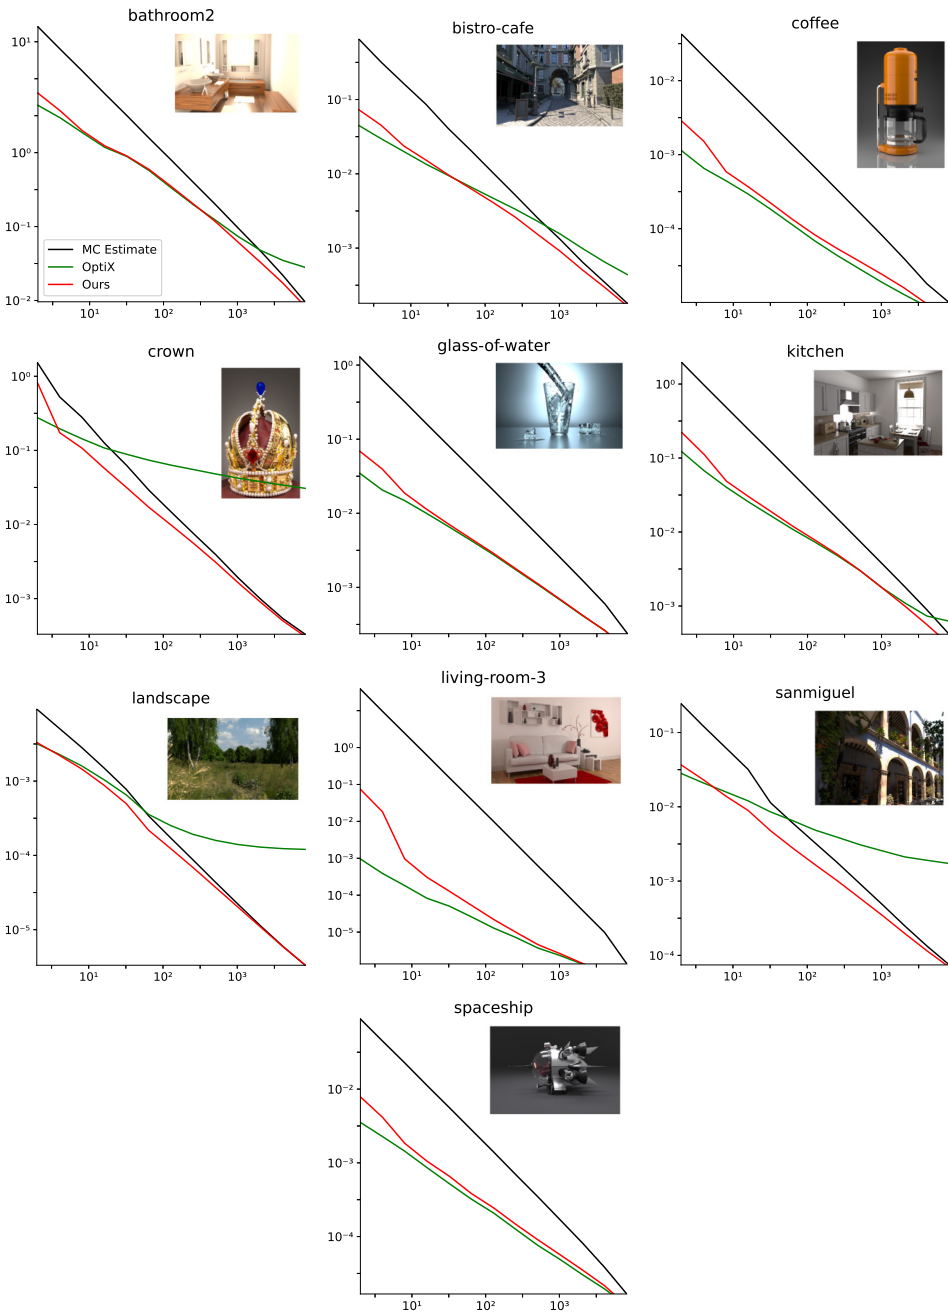 bathroom2
10¹
10⁰
10⁻¹
10⁻²
MC Estimate
OptiX
Ours
10¹ 10² 10³
bistro-cafe
10⁻¹
10⁻²
10⁻³
10¹ 10² 10³
coffee
10⁻²
10⁻³
10⁻⁴
10¹ 10² 10³
crown
10⁰
10⁻¹
10⁻²
10⁻³
10¹ 10² 10³
glass-of-water
10⁰
10⁻¹
10⁻²
10⁻³
10¹ 10² 10³
kitchen
10⁰
10⁻¹
10⁻²
10⁻³
10¹ 10² 10³
landscape
10⁻³
10⁻⁴
10⁻⁵
10¹ 10² 10³
living-room-3
10⁰
10⁻¹
10⁻²
10⁻³
10⁻⁴
10⁻⁵
10¹ 10² 10³
sanmiguel
10⁻¹
10⁻²
10⁻³
10⁻⁴
10¹ 10² 10³
spaceship
10⁻²
10⁻³
10⁻⁴
10¹ 10² 10³